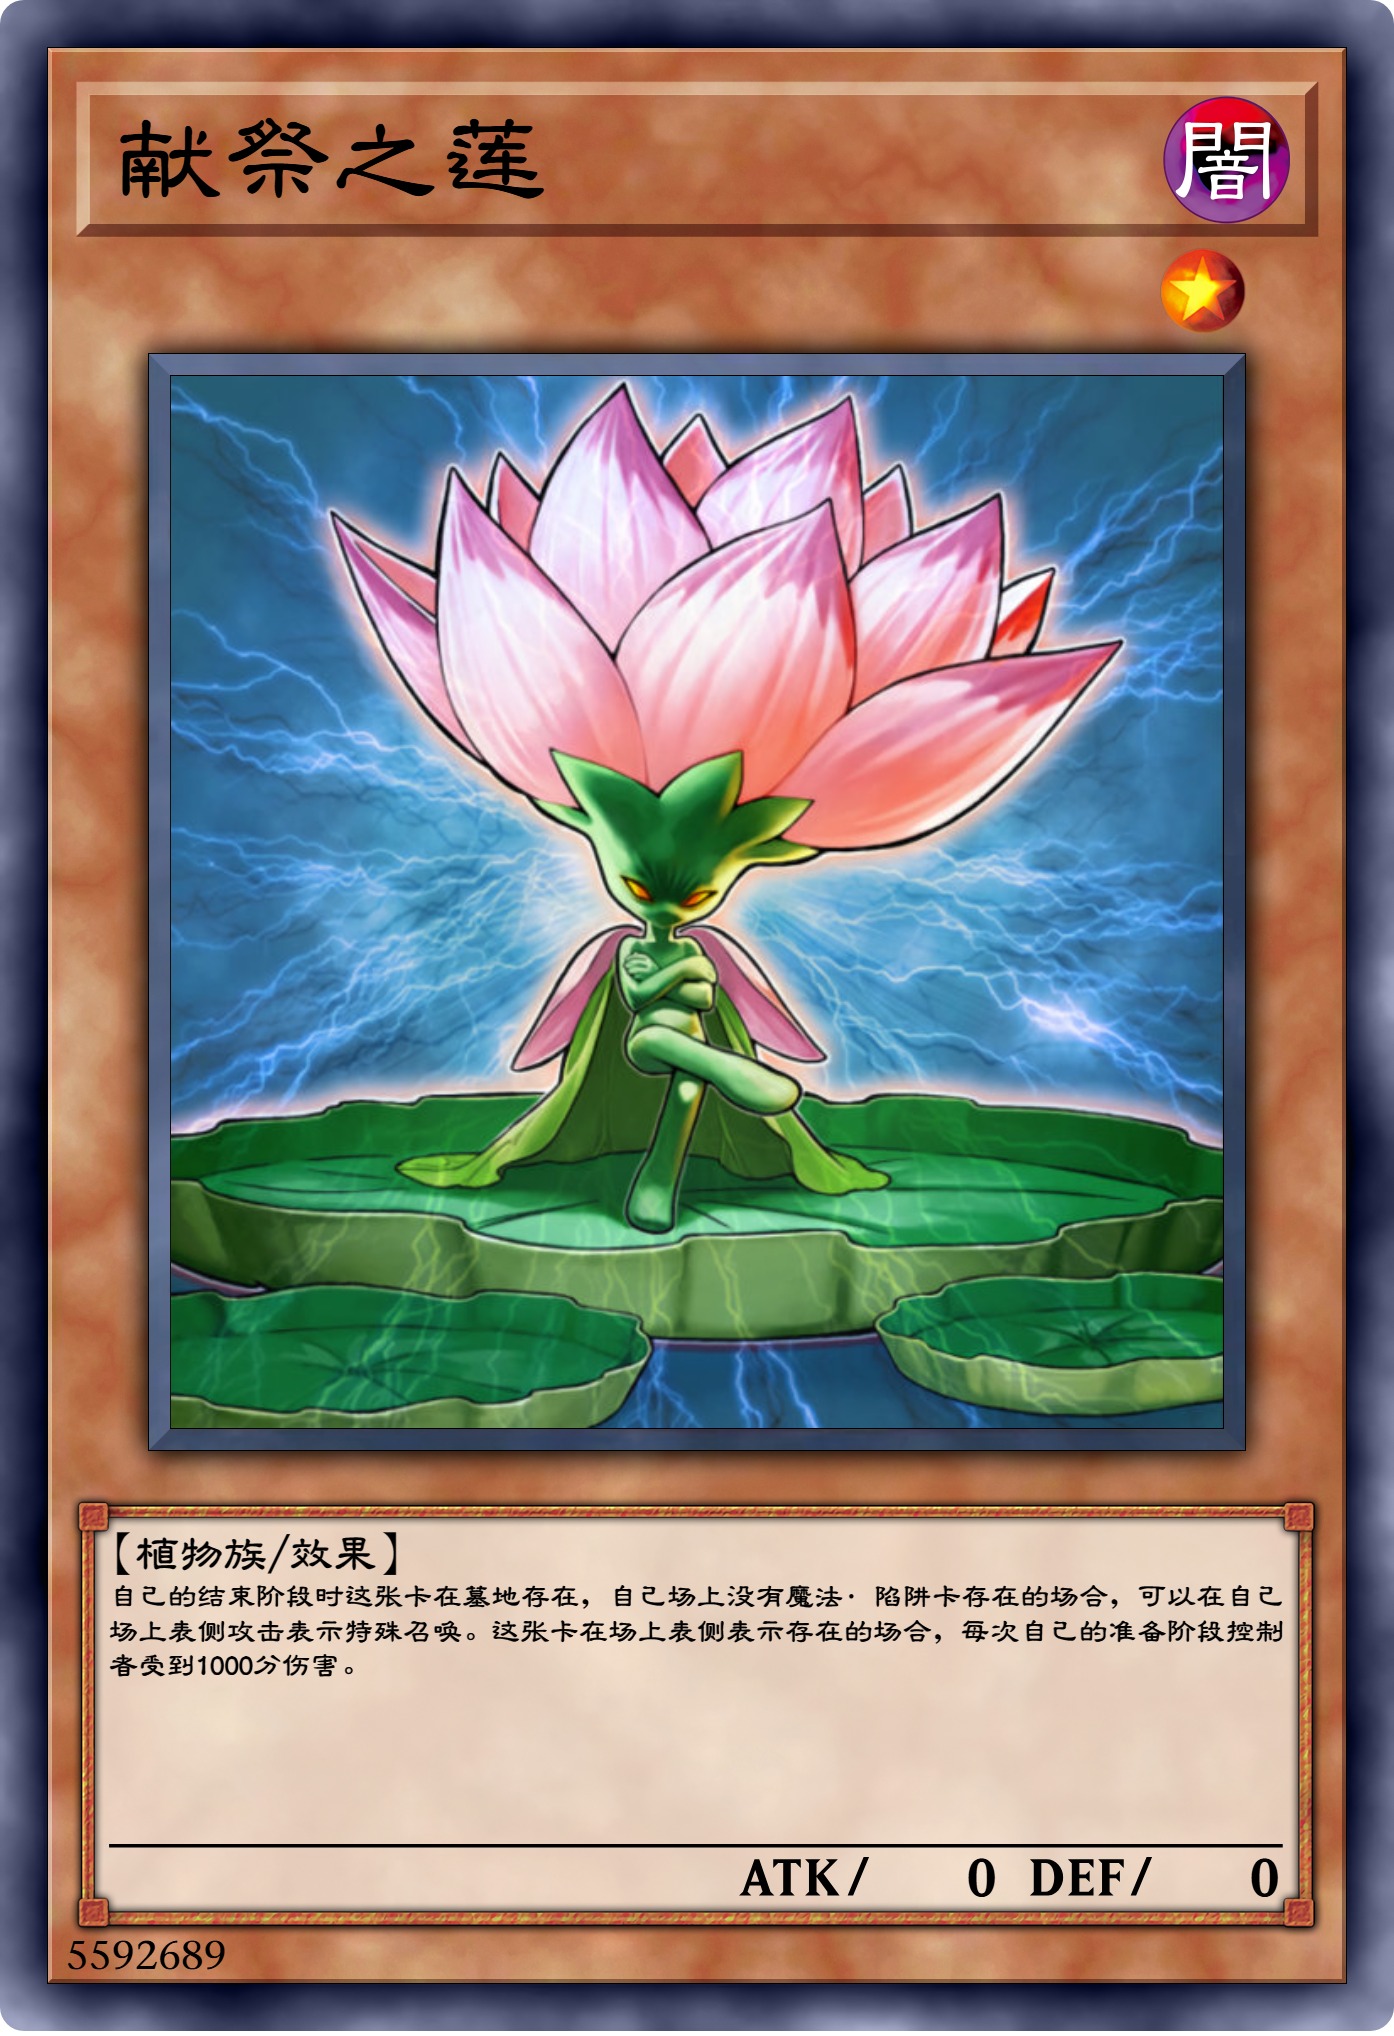 献祭之莲
闇
【植物族/效果】
自己的结束阶段时这张卡在墓地存在，自己场上没有魔法·陷阱卡存在的场合，可以在自己
场上表侧攻击表示特殊召唤。这张卡在场上表侧表示存在的场合，每次自己的准备阶段控制
者受到1000分伤害。
ATK/ 0 DEF/ 0
5592689